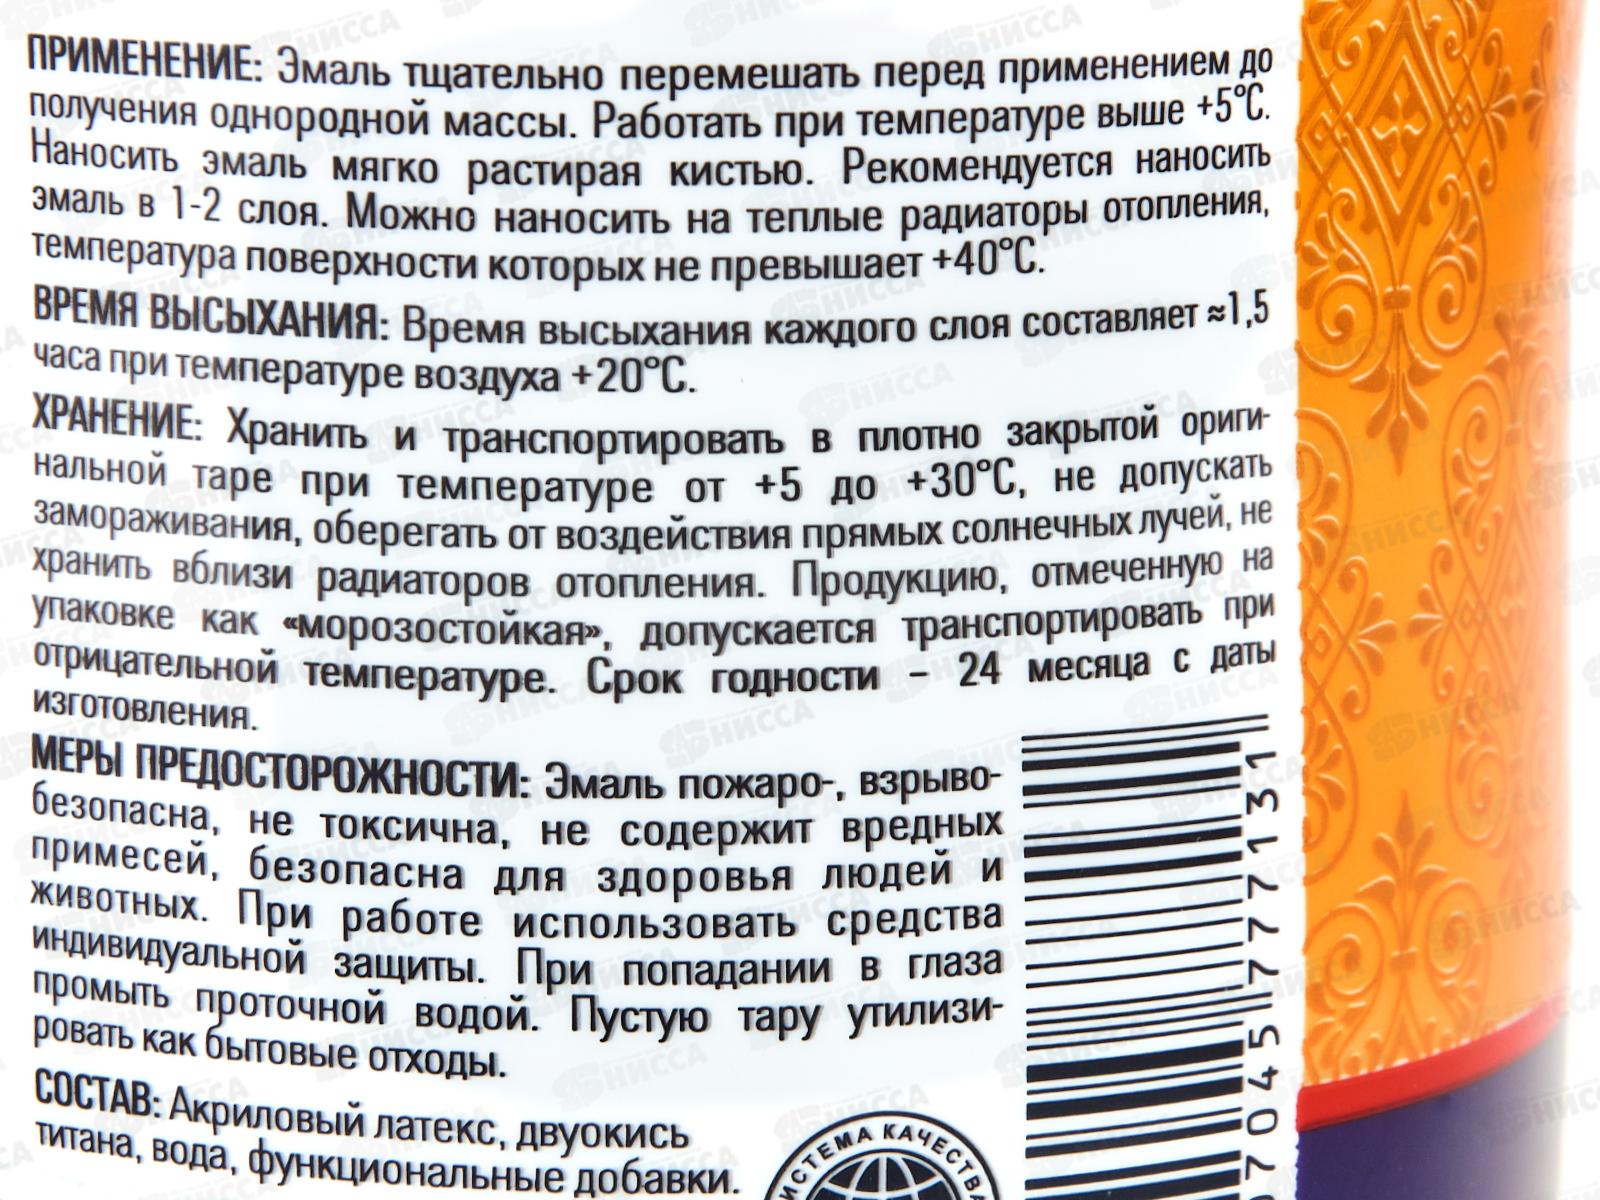 ПРИМЕНЕНИЕ: Эмаль тщательно перемешать перед применением до
получения однородной массы. Работать при температуре выше +5°С.
Наносить эмаль мягко растирая кистью. Рекомендуется наносить
эмаль в 1-2 слоя. Можно наносить на теплые радиаторы отопления,
температура поверхности которых не превышает +40°С.
ВРЕМЯ ВЫСЫХАНИЯ: Время высыхания каждого слоя составляет ≈1,5
часа при температуре воздуха +20°С.
ХРАНЕНИЕ: Хранить и транспортировать в плотно закрытой ориги-
нальной таре при температуре от +5 до +30°С, не допускать
замораживания, оберегать от воздействия прямых солнечных лучей, не
хранить вблизи радиаторов отопления. Продукцию, отмеченную на
упаковке как «морозостойкая», допускается транспортировать при
отрицательной температуре. Срок годности – 24 месяца с даты
изготовления.
МЕРЫ ПРЕДОСТОРОЖНОСТИ: Эмаль пожаро-, взрыво-
безопасна, не токсична, не содержит вредных
примесей, безопасна для здоровья людей и
животных. При работе использовать средства
индивидуальной защиты. При попадании в глаза
промыть проточной водой. Пустую тару утилизи-
ровать как бытовые отходы.
СОСТАВ: Акриловый латекс, двуокись
титана, вода, функциональные добавки.
07045 777131
ИСТЕМА КАЧЕСТВА
НИССА